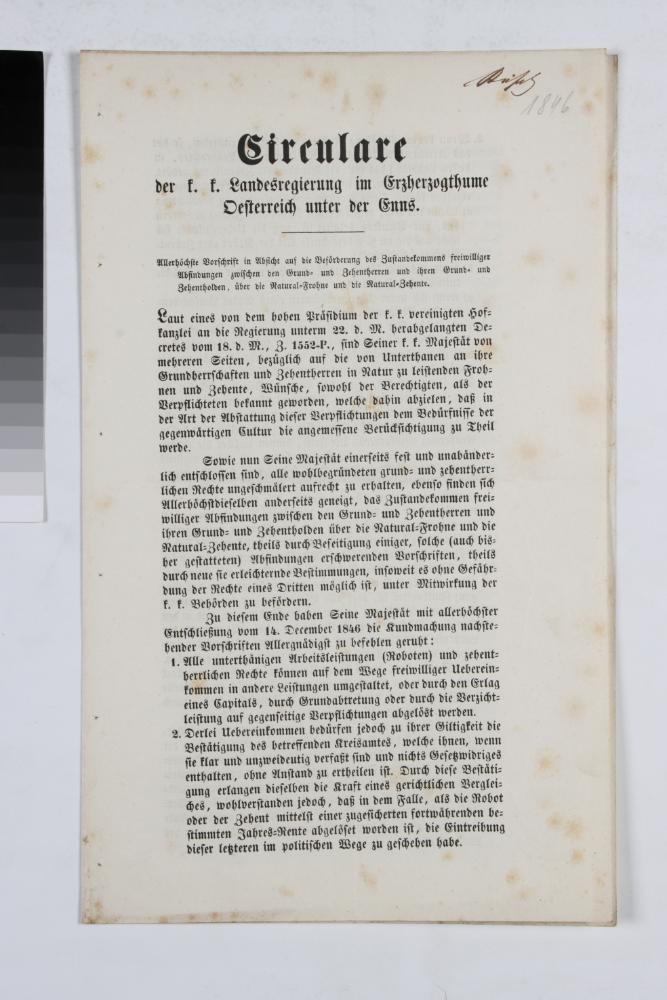 1846
Circulare
der k. k. Landesregierung im Erzherzogthume
Oesterreich unter der Enns.
Allerhöchste Vorschrift in Absicht auf die Beförderung des Zustandekommens freiwilliger
Abfindungen zwischen den Grund- und Zehentherren und ihren Grund- und
Zehentholden, über die Natural-Frohne und die Natural-Zehente.
Laut eines von dem hohen Präsidium der k. k. vereinigten Hof-
kanzlei an die Regierung unterm 22. d. M. herabgelangten De-
cretes vom 18. d. M., Z. 1552-P., sind Seiner k. k. Majestät von
mehreren Seiten, bezüglich auf die von Unterthanen an ihre
Grundherrschaften und Zehentherren in Natur zu leistenden Froh-
nen und Zehente, Wünsche, sowohl der Berechtigten, als der
Verpflichteten bekannt geworden, welche dahin abzielen, daß in
der Art der Abstattung dieser Verpflichtungen dem Bedürfnisse der
gegenwärtigen Cultur die angemessene Berücksichtigung zu Theil
werde.
Sowie nun Seine Majestät einerseits fest und unabänder-
lich entschlossen sind, alle wohlbegründeten grund- und zehentherr-
lichen Rechte ungeschmälert aufrecht zu erhalten, ebenso finden sich
Allerhöchstdieselben anderseits geneigt, das Zustandekommen frei-
williger Abfindungen zwischen den Grund- und Zehentherren und
ihren Grund- und Zehentholden über die Natural-Frohne und die
Natural-Zehente, theils durch Beseitigung einiger, solche (auch bis-
her gestatteten) Abfindungen erschwerenden Vorschriften, theils
durch neue sie erleichternde Bestimmungen, insoweit es ohne Gefähr-
dung der Rechte eines Dritten möglich ist, unter Mitwirkung der
k. k. Behörden zu befördern.
Zu diesem Ende haben Seine Majestät mit allerhöchster
Entschließung vom 14. December 1846 die Kundmachung nachste-
hender Vorschriften Allergnädigst zu befehlen geruht:
1. Alle unterthänigen Arbeitsleistungen (Roboten) und zehent-
herrlichen Rechte können auf dem Wege freiwilliger Ueberein-
kommen in andere Leistungen umgestaltet, oder durch den Erlag
eines Capitals, durch Grundabtretung oder durch die Verzicht-
leistung auf gegenseitige Verpflichtungen abgelöst werden.
2. Derlei Uebereinkommen bedürfen jedoch zu ihrer Giltigkeit die
Bestätigung des betreffenden Kreisamtes, welche ihnen, wenn
sie klar und unzweideutig verfaßt sind und nichts Gesetzwidriges
enthalten, ohne Anstand zu ertheilen ist. Durch diese Bestäti-
gung erlangen dieselben die Kraft eines gerichtlichen Verglei-
ches, wohlverstanden jedoch, daß in dem Falle, als die Robot
oder der Zehent mittelst einer zugesicherten fortwährenden be-
stimmten Jahres-Rente abgelöset worden ist, die Eintreibung
dieser letzteren im politischen Wege zu geschehen habe.